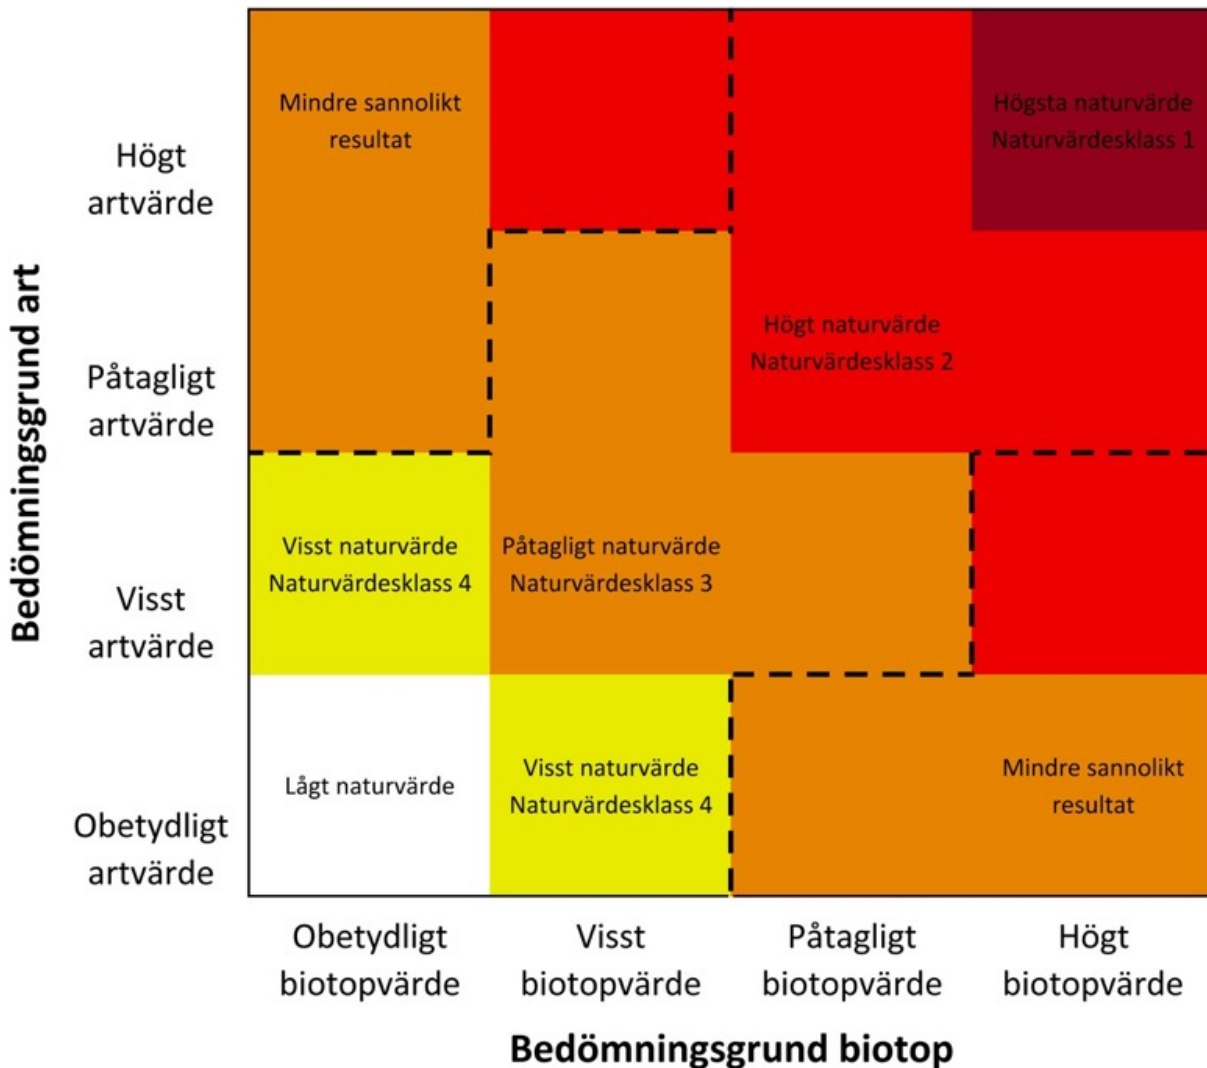 Mindre sannolikt
resultat
Högsta naturvärde
Naturvärdesklass 1
Högt
artvärde
Bedömningsgrund art
Högt naturvärde
Naturvärdesklass 2
Påtagligt
artvärde
Visst naturvärde
Naturvärdesklass 4
Påtagligt naturvärde
Naturvärdesklass 3
Visst
artvärde
Lågt naturvärde
Visst naturvärde
Naturvärdesklass 4
Mindre sannolikt
resultat
Obetydligt
artvärde
Obetydligt
biotopvärde
Visst
biotopvärde
Påtagligt
biotopvärde
Högt
biotopvärde
Bedömningsgrund biotop